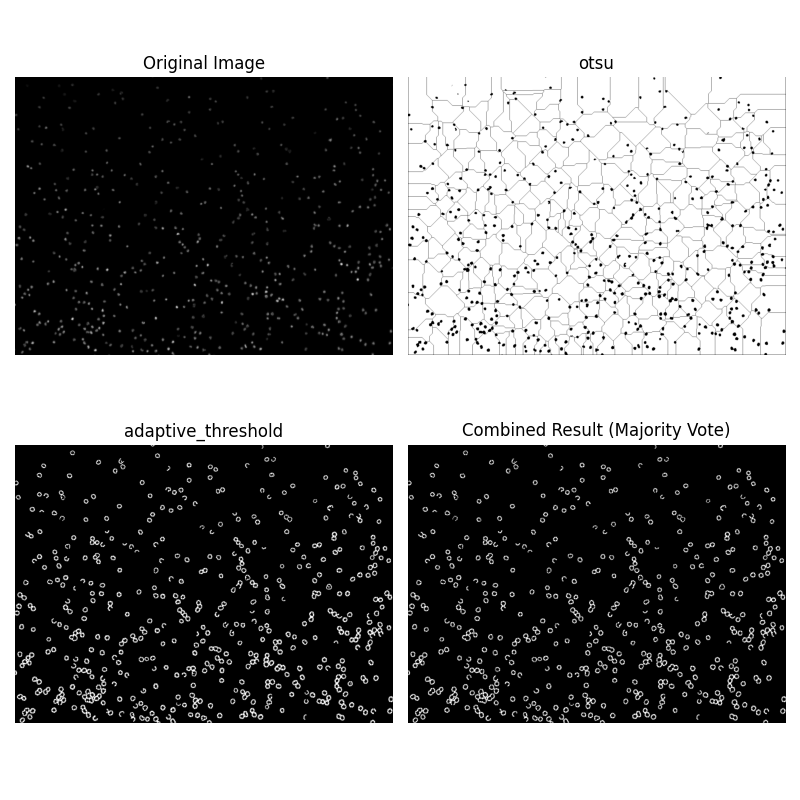 Original Image
otsu
adaptive_threshold
Combined Result (Majority Vote)